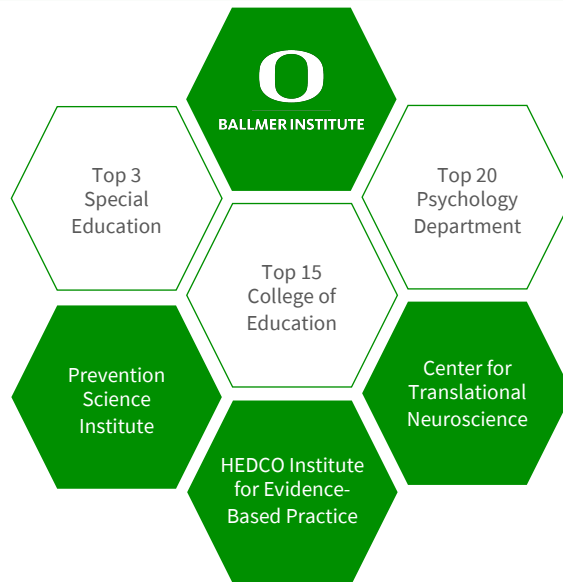 O
BALLMER INSTITUTE
Top 3
Special
Education
Top 20
Psychology
Department
Top 15
College of
Education
Prevention
Science
Institute
Center for
Translational
Neuroscience
HEDCO Institute
for Evidence-
Based Practice